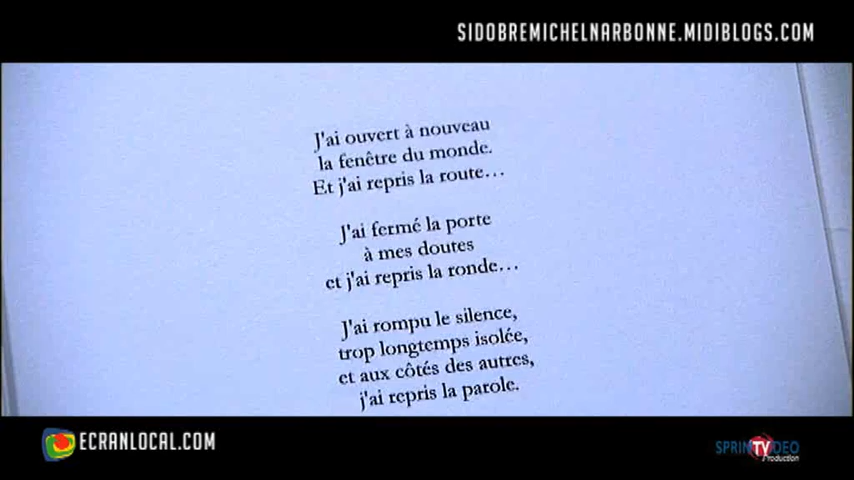 SIDOBREMICHELNARBONNE.MIDIBLOGS.COM
J'ai ouvert à nouveau
la fenêtre du monde.
Et j'ai repris la route…
J'ai fermé la porte
à mes doutes
et j'ai repris la ronde…
J'ai rompu le silence,
trop longtemps isolée,
et aux côtés des autres,
j'ai repris la parole.
ECRANLOCAL.COM
SPRINTVIDEO
Production